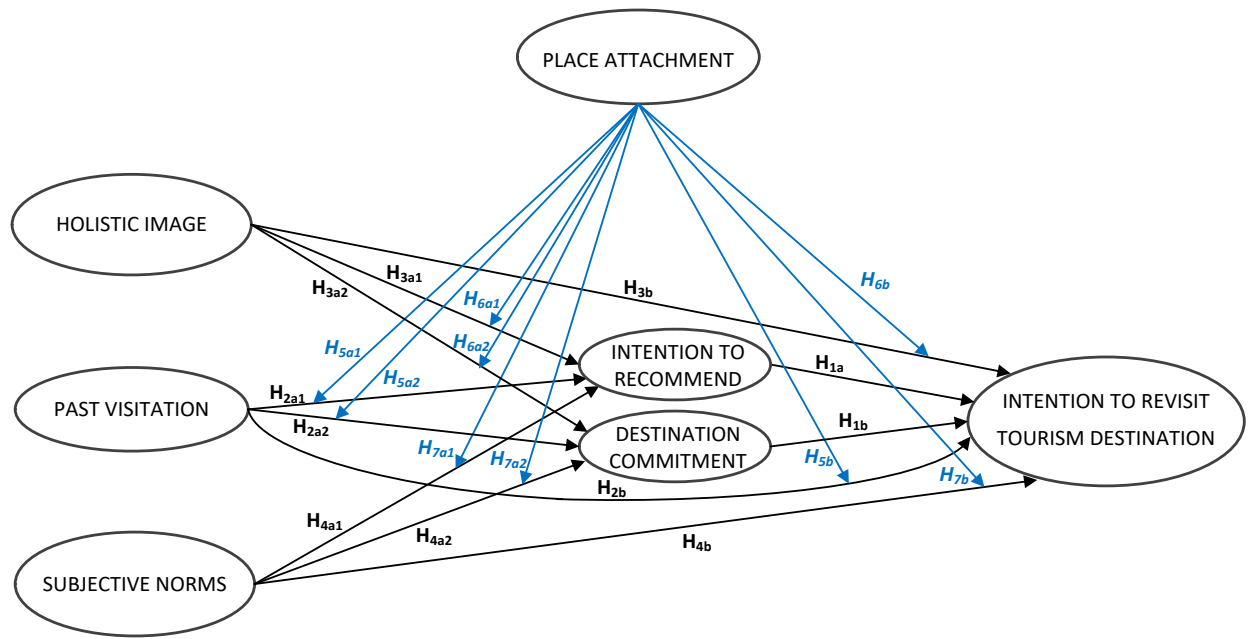 PLACE ATTACHMENT
HOLISTIC IMAGE
H3a1
H3a2
H3b
H6b
H6a1
H5a1
H6a2
INTENTION TO
RECOMMEND
H1a
H5a2
PAST VISITATION
H2a1
H2a2
INTENTION TO REVISIT
TOURISM DESTINATION
DESTINATION
COMMITMENT
H1b
H7a1
H7a2
H5b
H7b
H2b
H4a1
H4a2
H4b
SUBJECTIVE NORMS